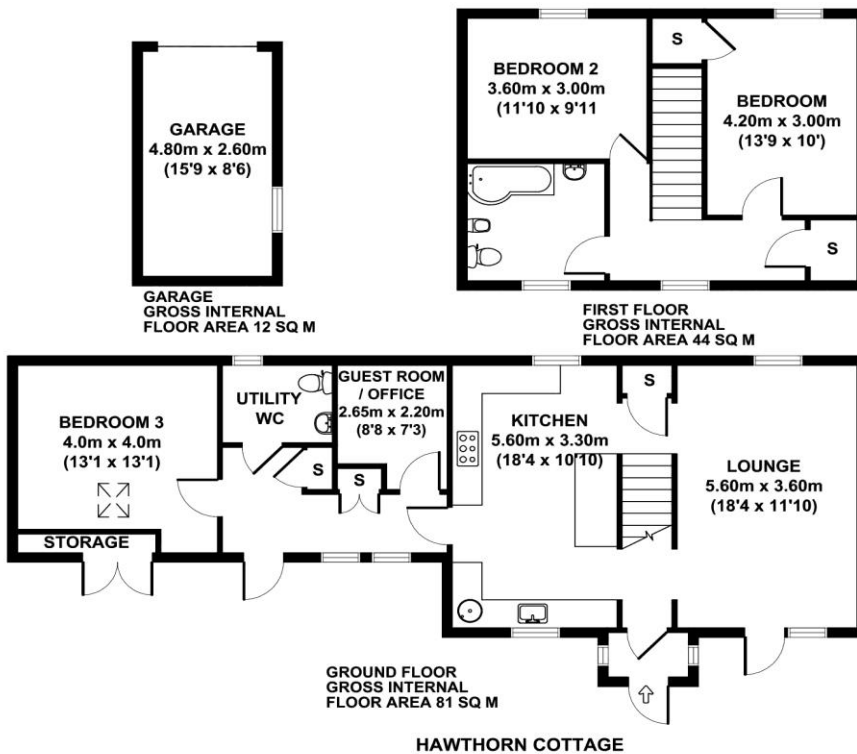 GARAGE
4.80m x 2.60m
(15'9 x 8'6)
GARAGE
GROSS INTERNAL
FLOOR AREA 12 SQ M
BEDROOM 2
3.60m x 3.00m
(11'10 x 9'11
S
BEDROOM
4.20m x 3.00m
(13'9 x 10')
S
FIRST FLOOR
GROSS INTERNAL
FLOOR AREA 44 SQ M
BEDROOM 3
4.0m x 4.0m
(13'1 x 13'1)
STORAGE
UTILITY
WC
S
GUEST ROOM
/ OFFICE
2.65m x 2.20m
(8'8 x 7'3)
S
KITCHEN
5.60m x 3.30m
(18'4 x 10'10)
S
LOUNGE
5.60m x 3.60m
(18'4 x 11'10)
GROUND FLOOR
GROSS INTERNAL
FLOOR AREA 81 SQ M
HAWTHORN COTTAGE